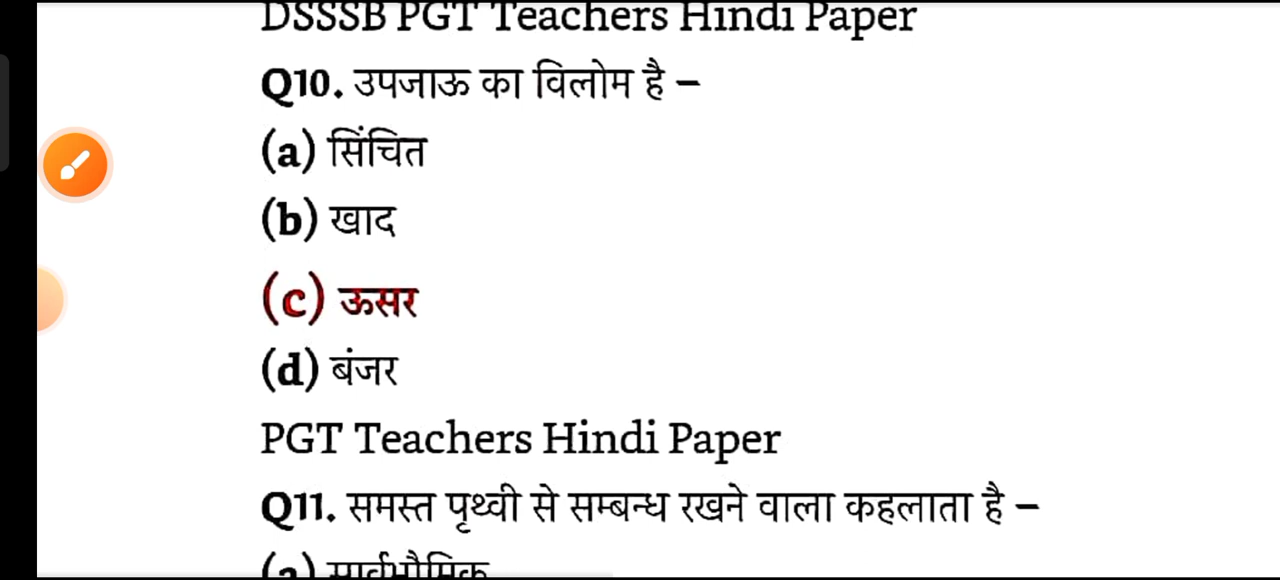 DSSSB PGT Teachers Hindi Paper
Q10. उपजाऊ का विलोम है –
(a) सिंचित
(b) खाद
(c) ऊसर
(d) बंजर
PGT Teachers Hindi Paper
Q11. समस्त पृथ्वी से सम्बन्ध रखने वाला कहलाता है –
(a) सार्वभौमिक